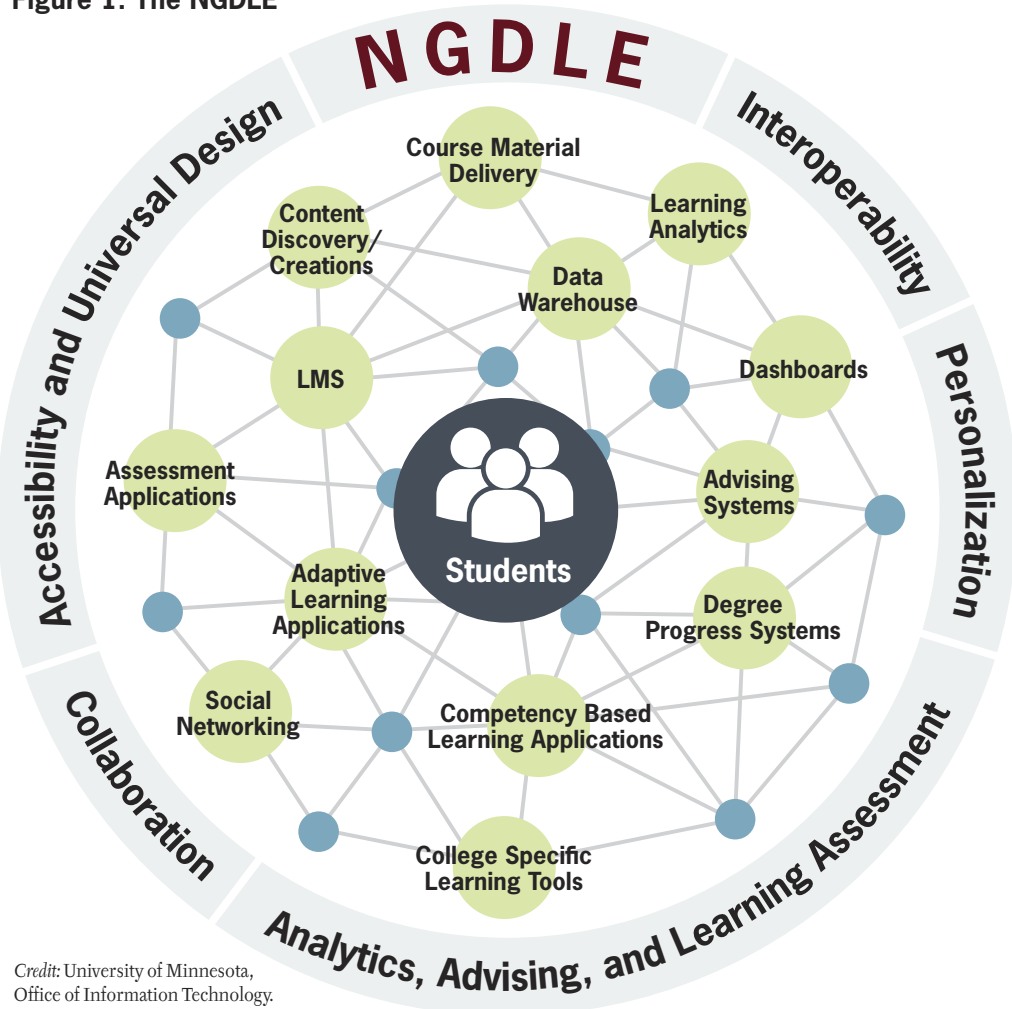 Figure 1. The NGDLE
NGDLE
Interoperability
Personalization
Analytics, Advising, and Learning Assessment
Collaboration
Accessibility and Universal Design
Course Material
Delivery
Learning
Analytics
Content
Discovery/
Creations
Data
Warehouse
LMS
Dashboards
Assessment
Applications
Advising
Systems
Students
Adaptive
Learning
Applications
Degree
Progress Systems
Social
Networking
Competency Based
Learning Applications
College Specific
Learning Tools
Credit: University of Minnesota,
Office of Information Technology.